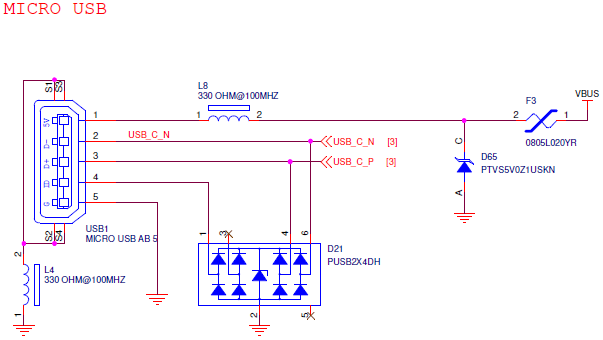 MICRO USB
S1 S3
L8
330 OHM@100MHZ
F3
VBUS
1 1 2 2 1
5V
0805L020YR
2 USB_C_N USB_C_N [3]
D-
C
3 USB_C_P [3]
D+
D65
PTVS5V0Z1USKN
4
ID
A
5
G
USB1
MICRO USB AB 5
S2 S4
1 3 4 6
D21
PUSB2X4DH
2
L4
330 OHM@100MHZ
1
2 5